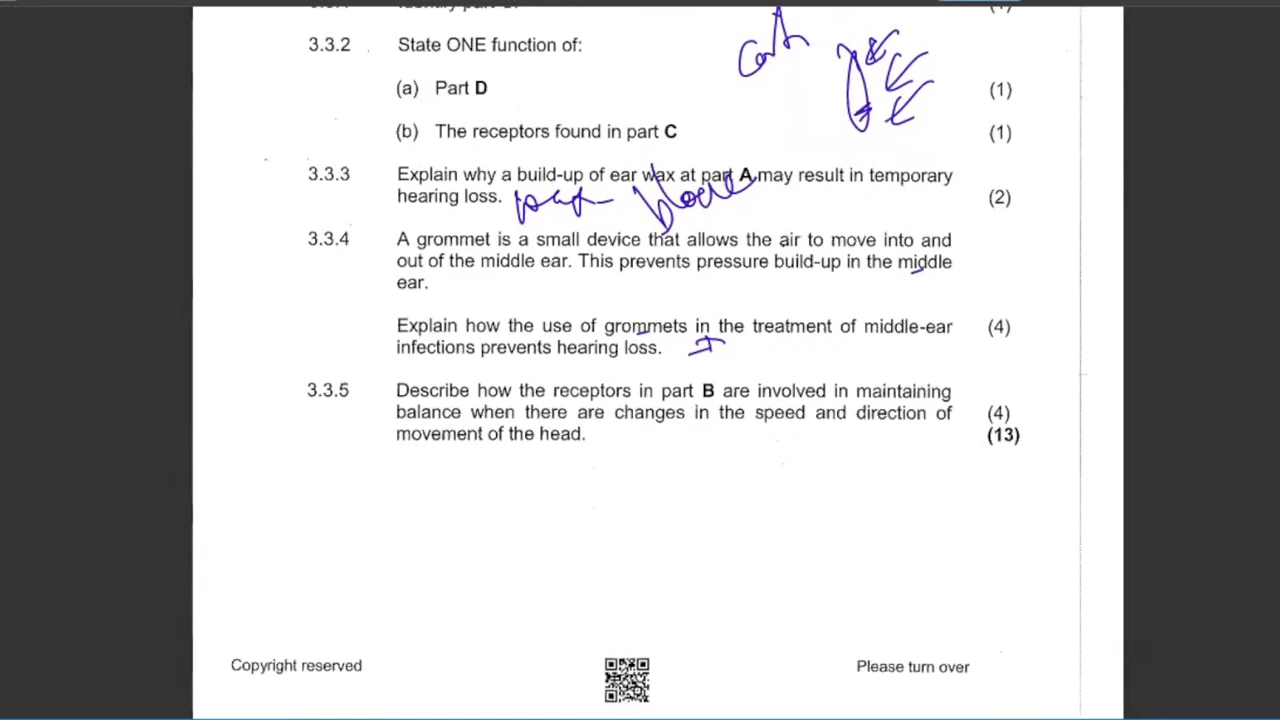 3.3.2 State ONE function of:
(a) Part D (1)
(b) The receptors found in part C (1)
3.3.3 Explain why a build-up of ear wax at part A may result in temporary
hearing loss. (2)
3.3.4 A grommet is a small device that allows the air to move into and
out of the middle ear. This prevents pressure build-up in the middle
ear.
Explain how the use of grommets in the treatment of middle-ear (4)
infections prevents hearing loss.
3.3.5 Describe how the receptors in part B are involved in maintaining
balance when there are changes in the speed and direction of (4)
movement of the head. (13)
Copyright reserved Please turn over